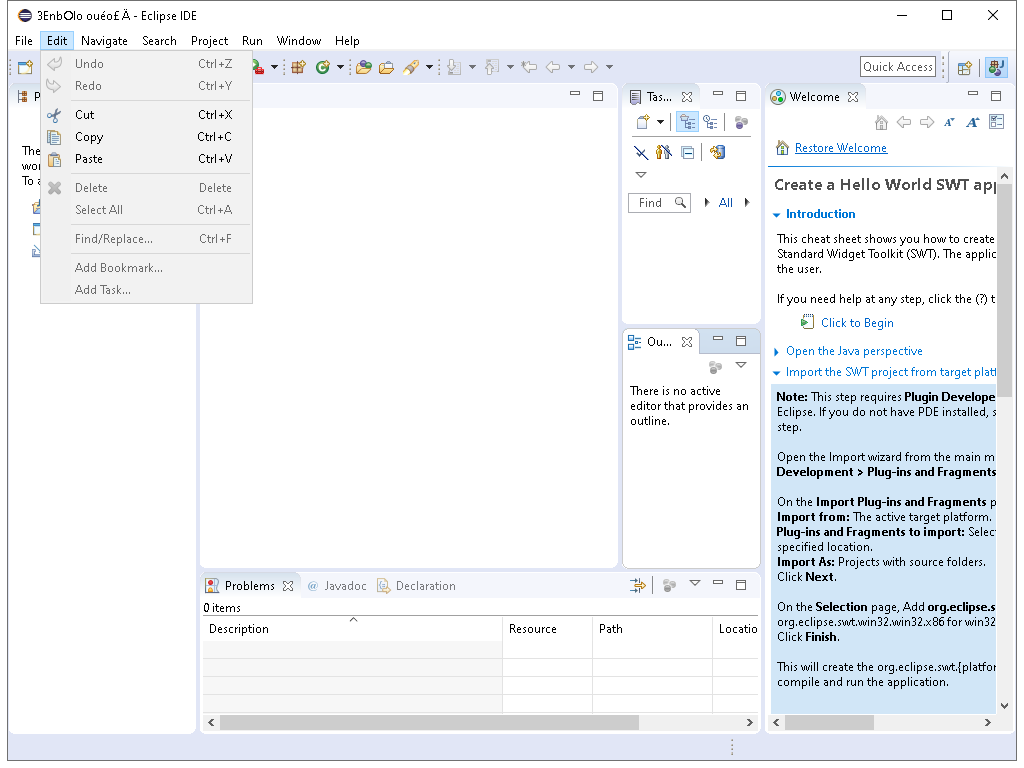 3EnbOlo ouéo£ Ä - Eclipse IDE
File Edit Navigate Search Project Run Window Help
Undo Ctrl+Z
Redo Ctrl+Y
Cut Ctrl+X
Copy Ctrl+C
Paste Ctrl+V
Delete Delete
Select All Ctrl+A
Find/Replace... Ctrl+F
Add Bookmark...
Add Task...
Quick Access
P
The
wor
To a
Tas...
Find All
Ou...
There is no active
editor that provides an
outline.
Welcome
Restore Welcome
Create a Hello World SWT app
Introduction
This cheat sheet shows you how to create
Standard Widget Toolkit (SWT). The applic
the user.
If you need help at any step, click the (?) t
Click to Begin
Open the Java perspective
Import the SWT project from target platf
Note: This step requires Plugin Develope
Eclipse. If you do not have PDE installed, s
step.
Open the Import wizard from the main m
Development > Plug-ins and Fragments
On the Import Plug-ins and Fragments p
Import from: The active target platform.
Plug-ins and Fragments to import: Selec
specified location.
Import As: Projects with source folders.
Click Next.
On the Selection page, Add org.eclipse.s
org.eclipse.swt.win32.win32.x86 for win32
Click Finish.
This will create the org.eclipse.swt.{platfor
compile and run the application.
Problems @ Javadoc Declaration
0 items
Description Resource Path Locatio